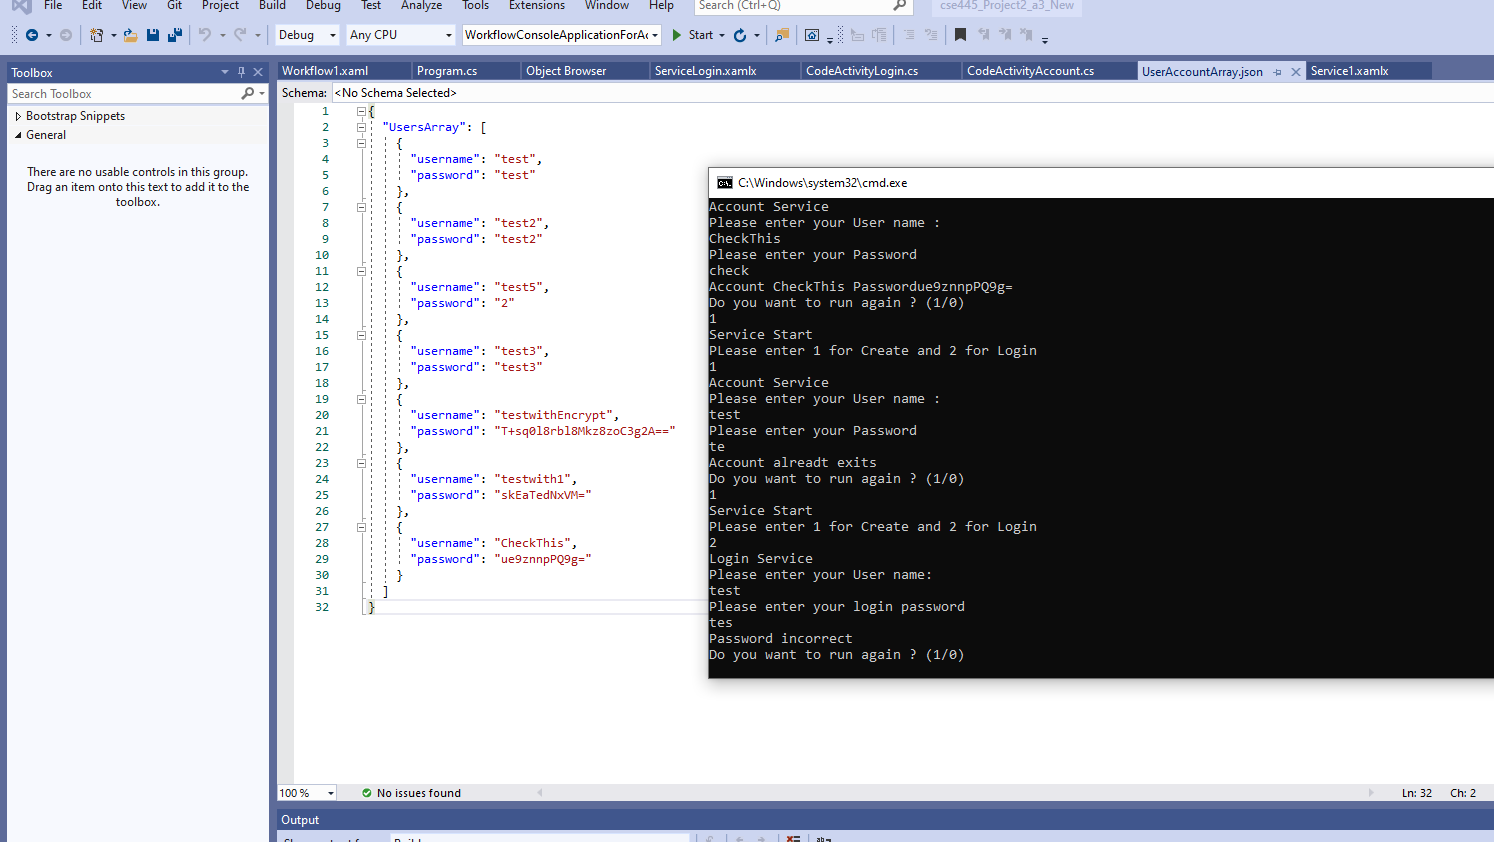 File Edit View Git Project Build Debug Test Analyze Tools Extensions Window Help Search (Ctrl+Q) cse445_Project2_a3_New
Debug Any CPU WorkflowConsoleApplicationForAc Start
Toolbox
Search Toolbox
Bootstrap Snippets
General
There are no usable controls in this group.
Drag an item onto this text to add it to the
toolbox.
Workflow1.xaml Program.cs Object Browser ServiceLogin.xamlx CodeActivityLogin.cs CodeActivityAccount.cs UserAccountArray.json Service1.xamlx
Schema: <No Schema Selected>
1 {
2 "UsersArray": [
3 {
4 "username": "test",
5 "password": "test"
6 },
7 {
8 "username": "test2",
9 "password": "test2"
10 },
11 {
12 "username": "test5",
13 "password": "2"
14 },
15 {
16 "username": "test3",
17 "password": "test3"
18 },
19 {
20 "username": "testwithEncrypt",
21 "password": "T+sq0l8rbl8Mkz8zoC3g2A=="
22 },
23 {
24 "username": "testwith1",
25 "password": "skEaTedNxVM="
26 },
27 {
28 "username": "CheckThis",
29 "password": "ue9znnpPQ9g="
30 }
31 ]
32 }
C:\Windows\system32\cmd.exe
Account Service
Please enter your User name :
CheckThis
Please enter your Password
check
Account CheckThis Passwordue9znnpPQ9g=
Do you want to run again ? (1/0)
1
Service Start
PLease enter 1 for Create and 2 for Login
1
Account Service
Please enter your User name :
test
Please enter your Password
te
Account alreadt exits
Do you want to run again ? (1/0)
1
Service Start
PLease enter 1 for Create and 2 for Login
2
Login Service
Please enter your User name:
test
Please enter your login password
tes
Password incorrect
Do you want to run again ? (1/0)
100 % No issues found Ln: 32 Ch: 2
Output